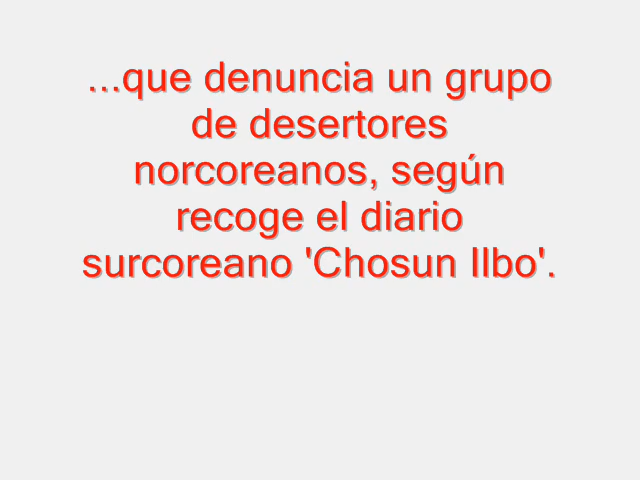 ...que denuncia un grupo
de desertores
norcoreanos, según
recoge el diario
surcoreano 'Chosun Ilbo'.